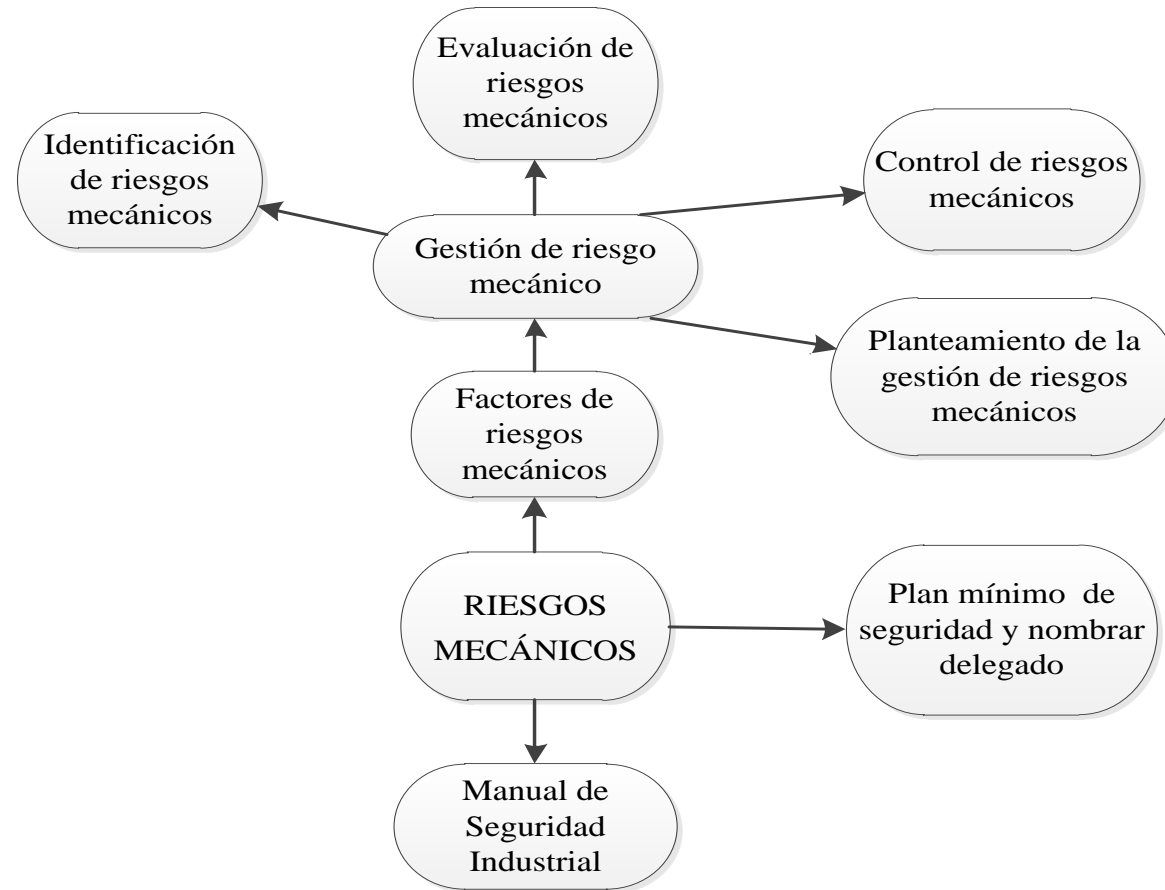 Evaluación de
riesgos
mecánicos
Identificación
de riesgos
mecánicos
Control de riesgos
mecánicos
Gestión de riesgo
mecánico
Planteamiento de la
gestión de riesgos
mecánicos
Factores de
riesgos
mecánicos
RIESGOS
MECÁNICOS
Plan mínimo de
seguridad y nombrar
delegado
Manual de
Seguridad
Industrial